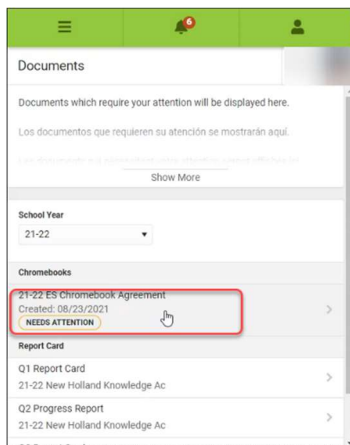 6
Documents
Documents which require your attention will be displayed here.
Los documentos que requieren su atención se mostrarán aquí.
Show More
School Year
21-22
Chromebooks
21-22 ES Chromebook Agreement
Created: 08/23/2021
NEEDS ATTENTION
Report Card
Q1 Report Card
21-22 New Holland Knowledge Ac
Q2 Progress Report
21-22 New Holland Knowledge Ac